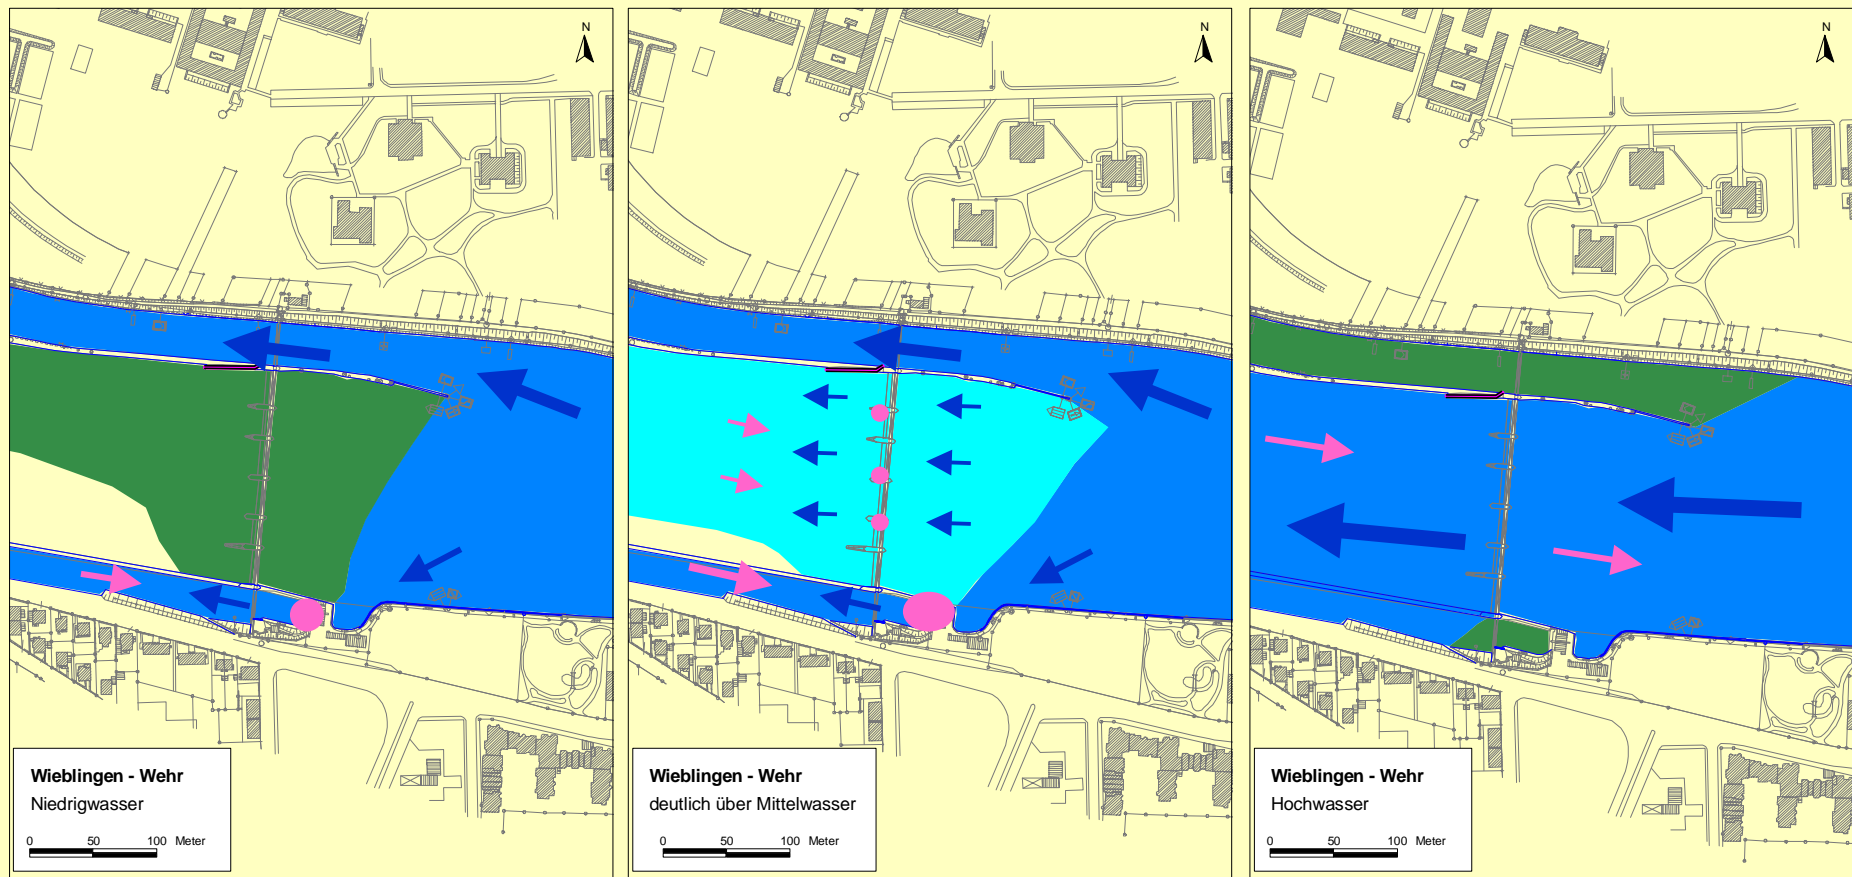 N
N
N
Wieblingen - Wehr
Niedrigwasser
0 50 100 Meter
Wieblingen - Wehr
deutlich über Mittelwasser
0 50 100 Meter
Wieblingen - Wehr
Hochwasser
0 50 100 Meter